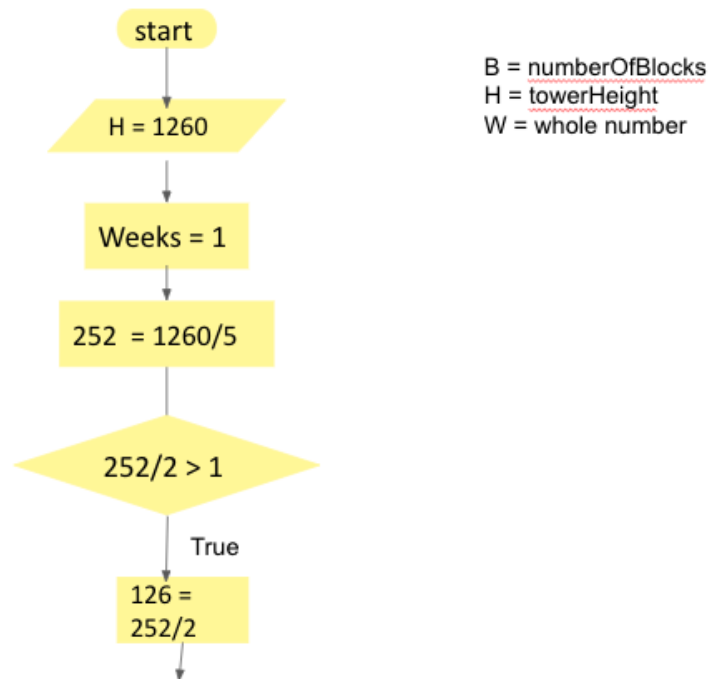 start
B = numberOfBlocks
H = towerHeight
W = whole number
H = 1260
Weeks = 1
252  = 1260/5
252/2 > 1
True
126 =
252/2